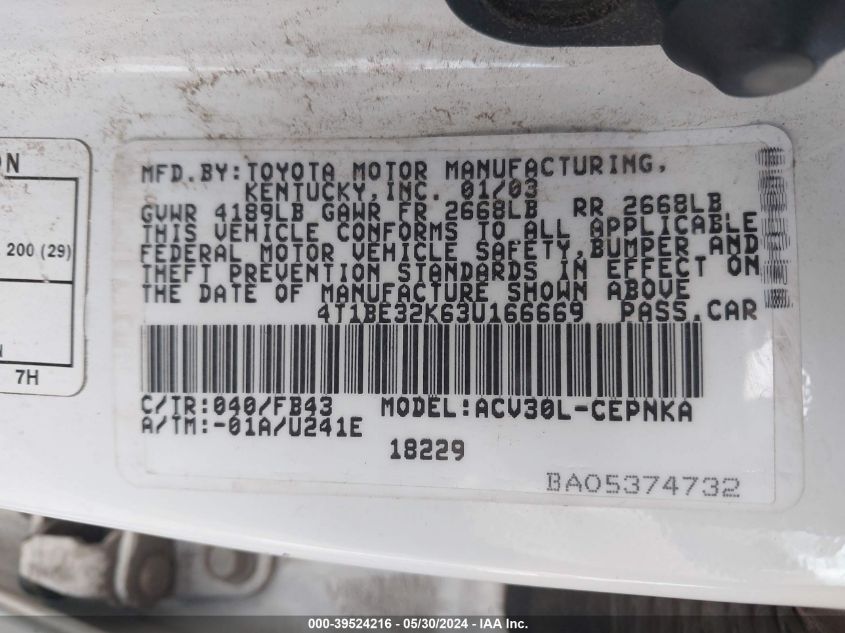 N
200 (29)
N
7H
MFD.BY:TOYOTA MOTOR MANUFACTURING,
KENTUCKY,INC. 01/03
GVWR 4189LB GAWR FR 2668LB RR 2668LB
THIS VEHICLE CONFORMS TO ALL APPLICABLE
FEDERAL MOTOR VEHICLE SAFETY,BUMPER AND
THEFT PREVENTION STANDARDS IN EFFECT ON
THE DATE OF MANUFACTURE SHOWN ABOVE
4T1BE32K63U166669 PASS.CAR
C/TR:040/FB43 MODEL:ACV30L-CEPNKA
A/TM:-01A/U241E
18229
BA05374732
000-39524216 - 05/30/2024 - IAA Inc.